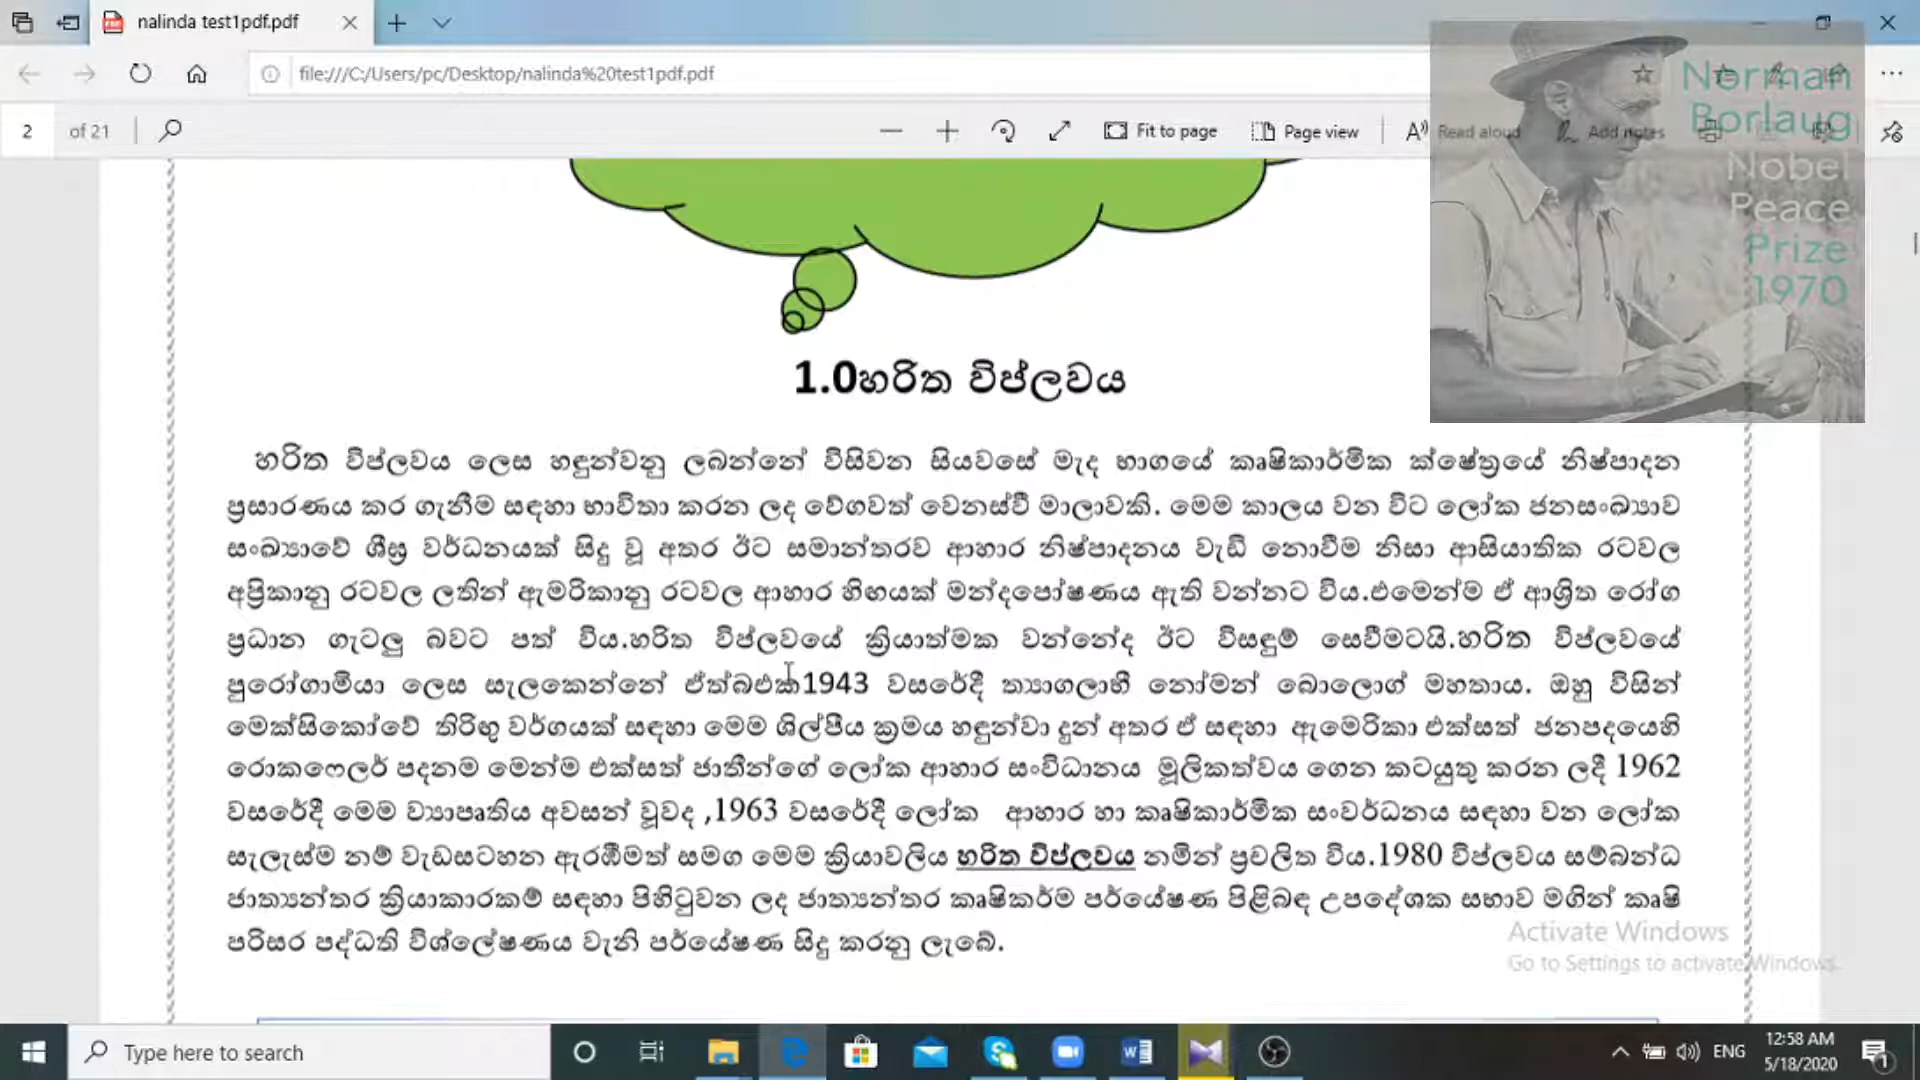 nalinda test1pdf.pdf
file:///C:/Users/pc/Desktop/nalinda%20test1pdf.pdf
2 of 21
Fit to page
Page view
Read aloud
Add notes
Norman
Borlaug
Nobel
Peace
Prize
1970
1.0හරිත විප්ලවය
හරිත විප්ලවය ලෙස හඳුන්වනු ලබන්නේ විසිවන සියවසේ මැද භාගයේ කෘෂිකාර්මික ක්ෂේත්‍රයේ නිෂ්පාදන
ප්‍රසාරණය කර ගැනීම සඳහා භාවිතා කරන ලද වේගවත් වෙනස්වී මාලාවකි. මෙම කාලය වන විට ලෝක ජනසංඛ්‍යාව
සංඛ්‍යාවේ ශීඝ්‍ර වර්ධනයක් සිදු වූ අතර ඊට සමාන්තරව ආහාර නිෂ්පාදනය වැඩි නොවීම නිසා ආසියාතික රටවල
අප්‍රිකානු රටවල ලතින් ඇමරිකානු රටවල ආහාර හිඟයක් මන්දපෝෂණය ඇති වන්නට විය.එමෙන්ම ඒ ආශ්‍රිත රෝග
ප්‍රධාන ගැටලු බවට පත් විය.හරිත විප්ලවයේ ක්‍රියාත්මක වන්නේද ඊට විසඳුම් සෙවීමටයි.හරිත විප්ලවයේ
පුරෝගාමියා ලෙස සැලකෙන්නේ ඒත්බඑක්1943 වසරේදී ත්‍යාගලාභී නෝමන් බොලොග් මහතාය. ඔහු විසින්
මෙක්සිකෝවේ තිරිඟු වර්ගයක් සඳහා මෙම ශිල්පීය ක්‍රමය හඳුන්වා දුන් අතර ඒ සඳහා ඇමෙරිකා එක්සත් ජනපදයෙහි
රොකෆෙලර් පදනම මෙන්ම එක්සත් ජාතීන්ගේ ලෝක ආහාර සංවිධානය මූලිකත්වය ගෙන කටයුතු කරන ලදී 1962
වසරේදී මෙම ව්‍යාපෘතිය අවසන් වූවද ,1963 වසරේදී ලෝක ආහාර හා කෘෂිකාර්මික සංවර්ධනය සඳහා වන ලෝක
සැලැස්ම නම් වැඩසටහන ඇරඹීමත් සමග මෙම ක්‍රියාවලිය හරිත විප්ලවය නමින් ප්‍රචලිත විය.1980 විප්ලවය සම්බන්ධ
ජාත්‍යන්තර ක්‍රියාකාරකම් සඳහා පිහිටුවන ලද ජාත්‍යන්තර කෘෂිකර්ම පර්යේෂණ පිළිබඳ උපදේශක සභාව මගින් කෘෂි
පරිසර පද්ධති විශ්ලේෂණය වැනි පර්යේෂණ සිදු කරනු ලැබේ.
Activate Windows
Go to Settings to activate Windows.
Type here to search
ENG
12:58 AM
5/18/2020
1